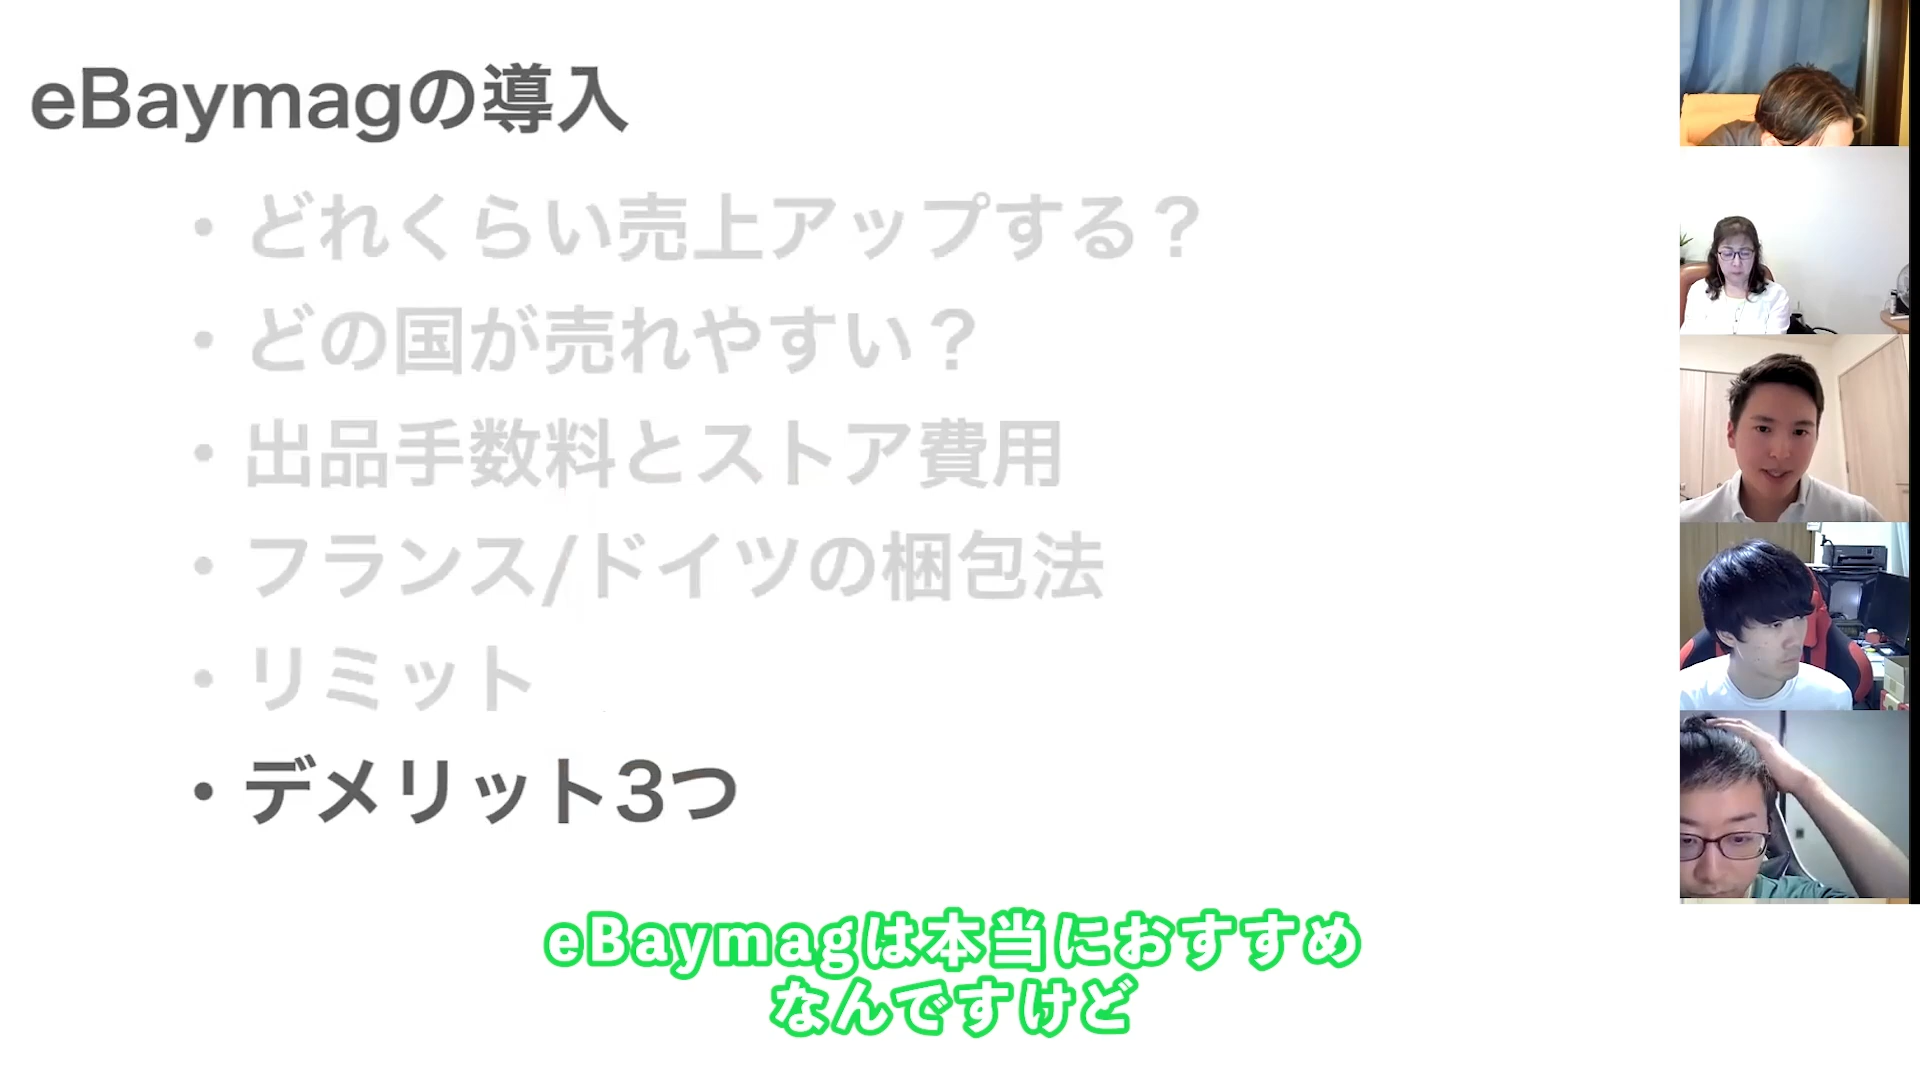 eBaymagの導入
・どれくらい売上アップする？
・どの国が売れやすい？
・出品手数料とストア費用
・フランス/ドイツの梱包法
・リミット
・デメリット3つ
eBaymagは本当におすすめ
なんですけど